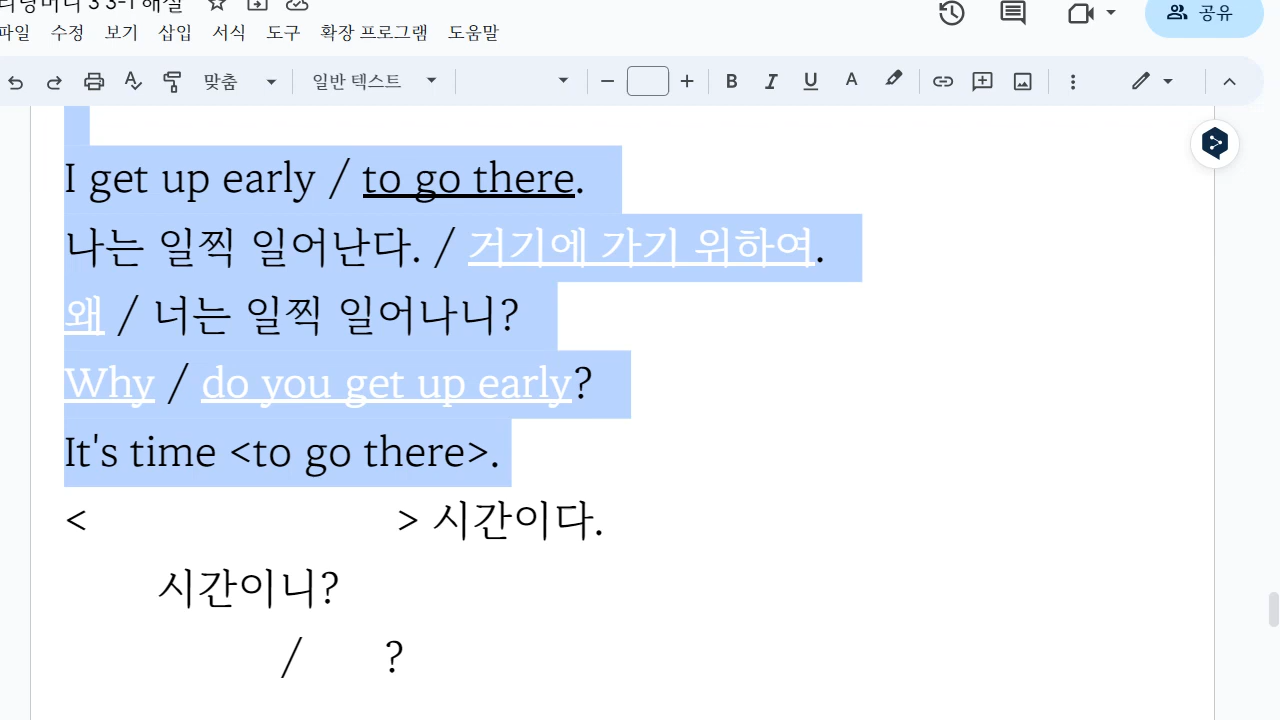 파일 수정 보기 삽입 서식 도구 확장 프로그램 도움말
공유
맞춤 일반 텍스트 B I U A
I get up early / to go there.
나는 일찍 일어난다. / 거기에 가기 위하여.
왜 / 너는 일찍 일어나니?
Why / do you get up early?
It's time <to go there>.
< > 시간이다.
시간이니?
/ ?